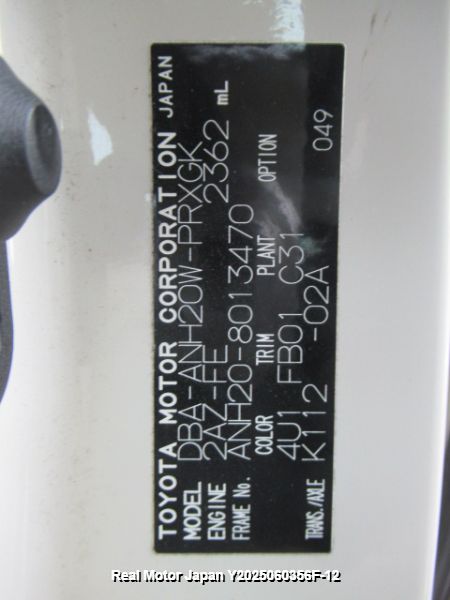 TOYOTA MOTOR CORPORATION JAPAN
MODEL DBA-ANH20W-PRXGK
ENGINE 2AZ-FE 2362 mL
FRAME No. ANH20-8013470
COLOR TRIM PLANT OPTION
4U1 FB01 C31 049
TRANS./AXLE K112 -02A
Real Motor Japan Y2025060356F-12